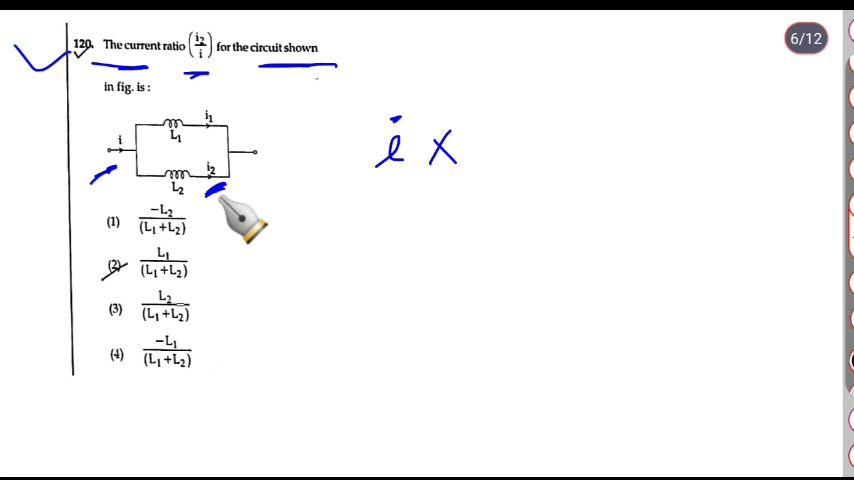 6/12
120. The current ratio (i₂/i) for the circuit shown
in fig. is :
i₁
L₁
i
i₂
L₂
i x
(1) -L₂/(L₁+L₂)
(2) L₁/(L₁+L₂)
(3) L₂/(L₁+L₂)
(4) -L₁/(L₁+L₂)